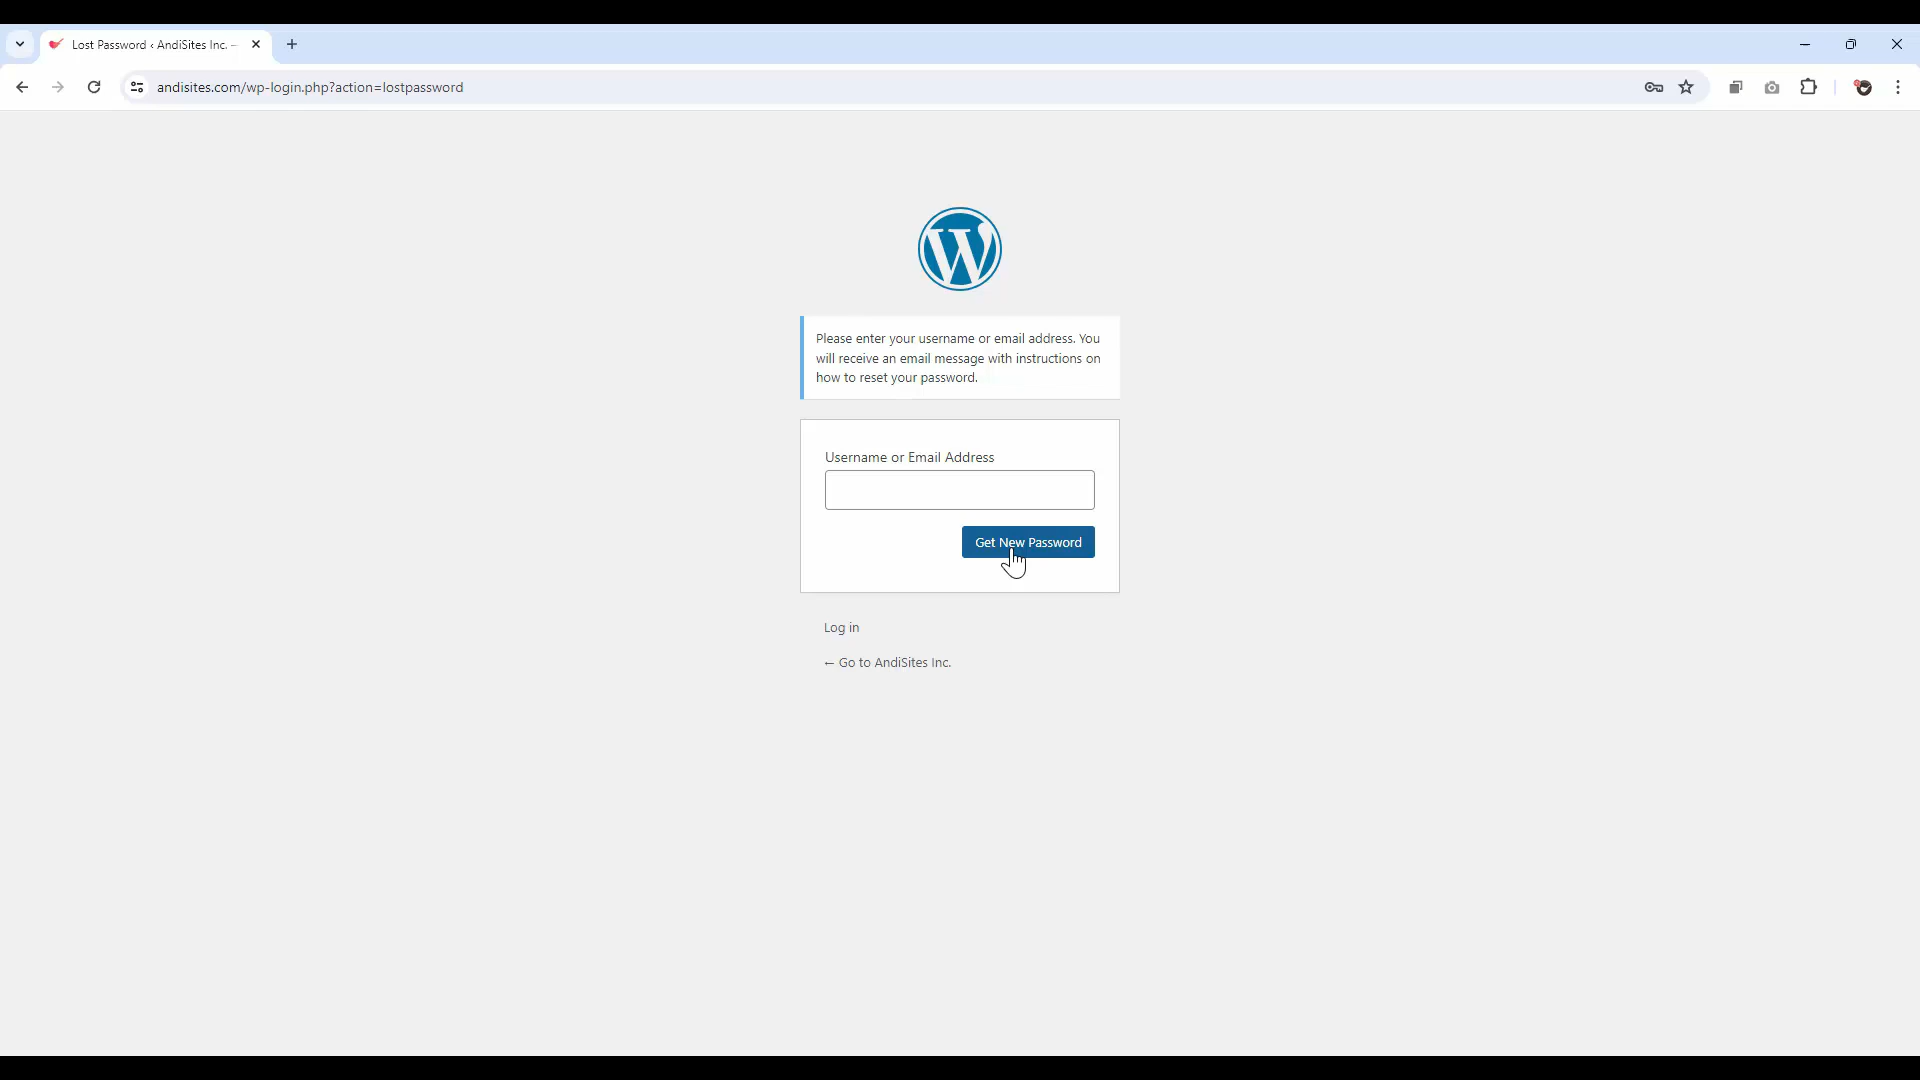 Lost Password ‹ AndiSites Inc. –
andisites.com/wp-login.php?action=lostpassword
Please enter your username or email address. You
will receive an email message with instructions on
how to reset your password.
Username or Email Address
Get New Password
Log in
← Go to AndiSites Inc.